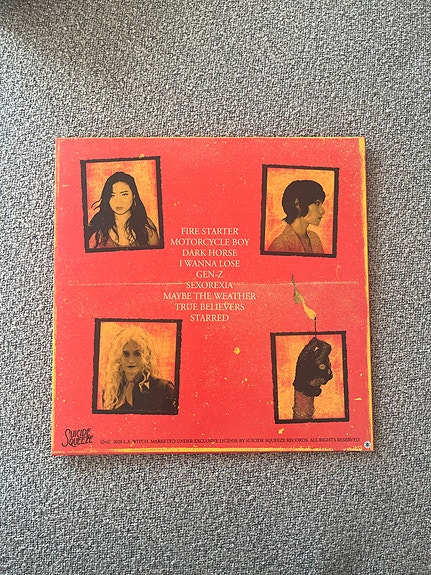 FIRE STARTER
MOTORCYCLE BOY
DARK HORSE
I WANNA LOSE
GEN-Z
SEXOREXIA
MAYBE THE WEATHER
TRUE BELIEVERS
STARRED
SUICIDE
SQUEEZE
2020 L.A. WITCH. MARKETED UNDER EXCLUSIVE LICENSE BY SUICIDE SQUEEZE RECORDS. ALL RIGHTS RESERVED